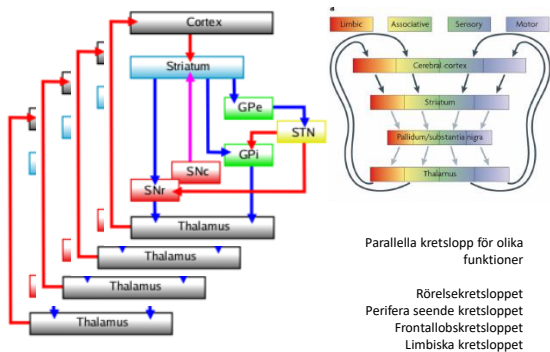 Cortex
Striatum
GPe
STN
GPi
SNc
SNr
Thalamus
Thalamus
Thalamus
Thalamus
a
Limbic Associative Sensory Motor
Cerebral cortex
Striatum
Pallidum/substantia nigra
Thalamus
Parallella kretslopp för olika
funktioner
Rörelsekretsloppet
Perifera seende kretsloppet
Frontallobskretsloppet
Limbiska kretsloppet